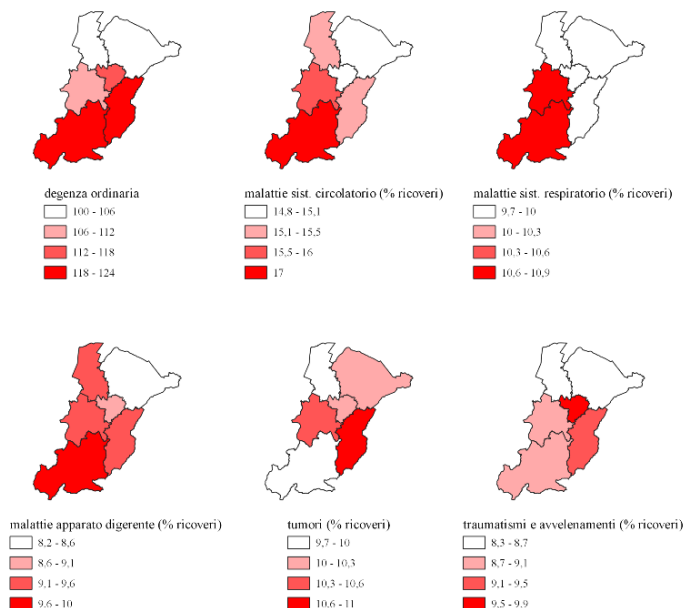 degenza ordinaria
100 - 106
106 - 112
112 - 118
118 - 124
malattie sist. circolatorio (% ricoveri)
14,8 - 15,1
15,1 - 15,5
15,5 - 16
17
malattie sist. respiratorio (% ricoveri)
9,7 - 10
10 - 10,3
10,3 - 10,6
10,6 - 10,9
malattie apparato digerente (% ricoveri)
8,2 - 8,6
8,6 - 9,1
9,1 - 9,6
9,6 - 10
tumori (% ricoveri)
9,7 - 10
10 - 10,3
10,3 - 10,6
10,6 - 11
traumatismi e avvelenamenti (% ricoveri)
8,3 - 8,7
8,7 - 9,1
9,1 - 9,5
9,5 - 9,9